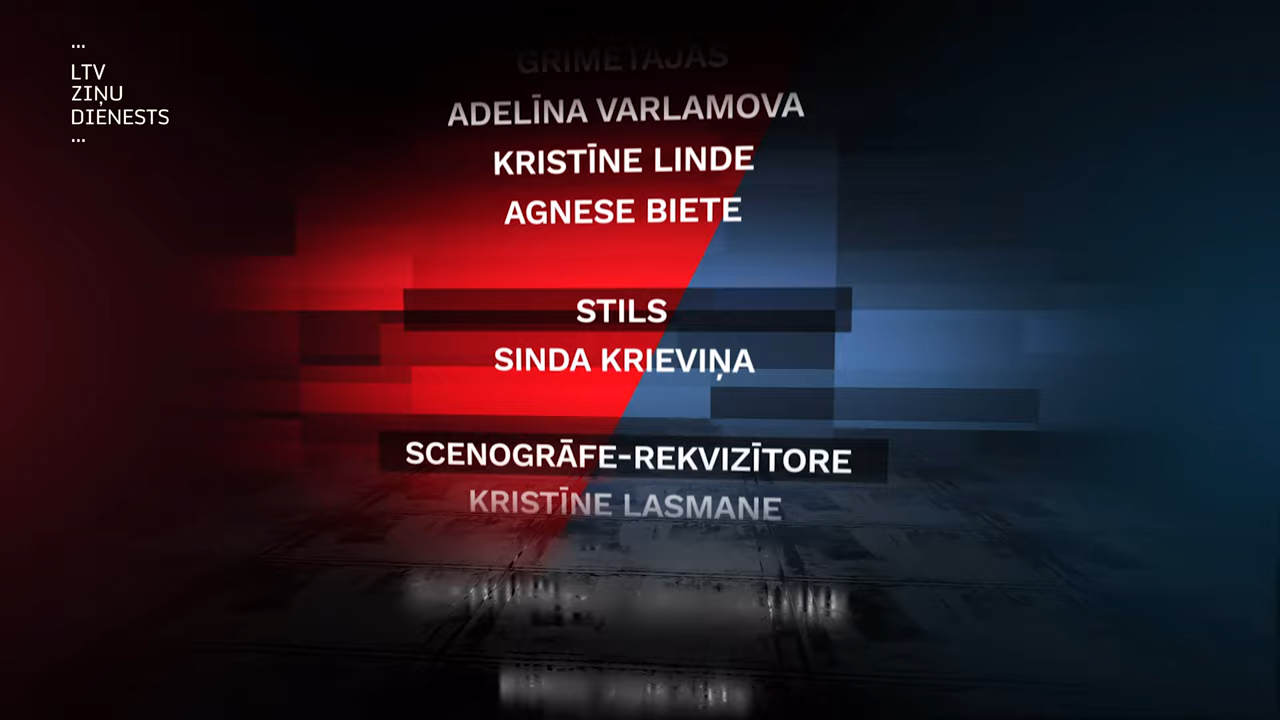 ...
LTV
ZIŅU
DIENESTS
...
GRIMĒTĀJAS
ADELĪNA VARLAMOVA
KRISTĪNE LINDE
AGNESE BIETE
STILS
SINDA KRIEVIŅA
SCENOGRĀFE-REKVIZĪTORE
KRISTĪNE LASMANE